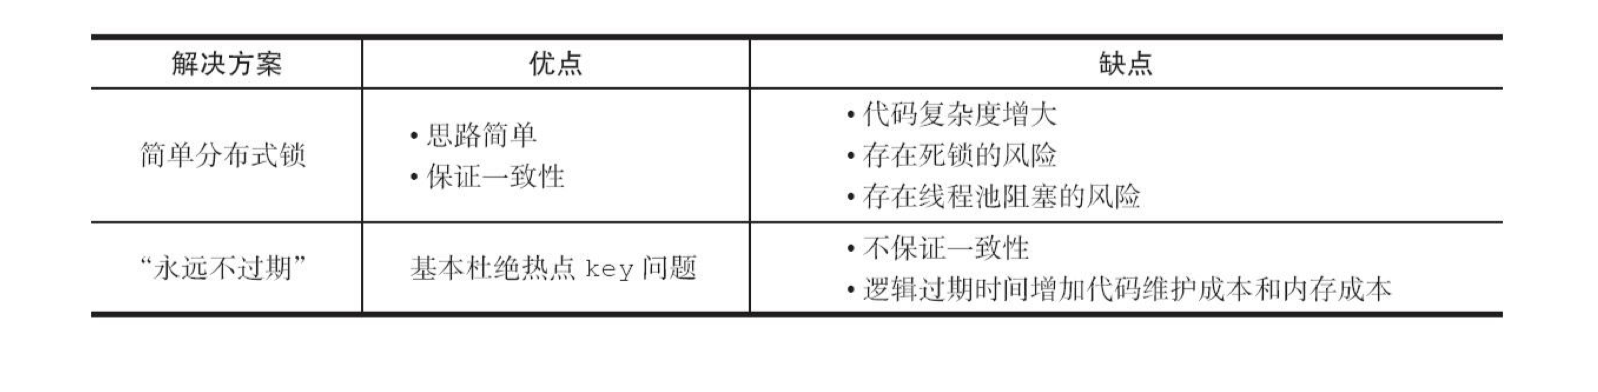 解决方案 优点 缺点
简单分布式锁
• 思路简单
• 保证一致性
• 代码复杂度增大
• 存在死锁的风险
• 存在线程池阻塞的风险
“永远不过期”
基本杜绝热点 key 问题
• 不保证一致性
• 逻辑过期时间增加代码维护成本和内存成本